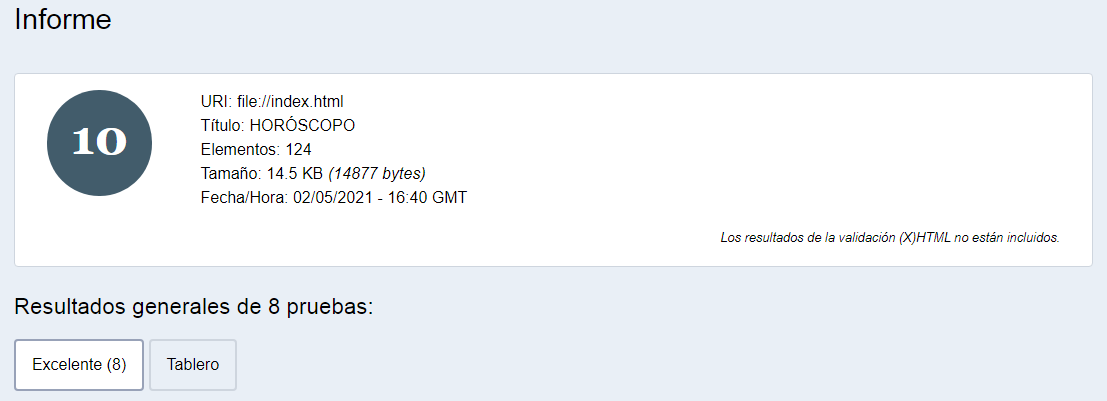 Informe
10
URI: file://index.html
Título: HORÓSCOPO
Elementos: 124
Tamaño: 14.5 KB (14877 bytes)
Fecha/Hora: 02/05/2021 - 16:40 GMT
Los resultados de la validación (X)HTML no están incluidos.
Resultados generales de 8 pruebas:
Excelente (8) Tablero